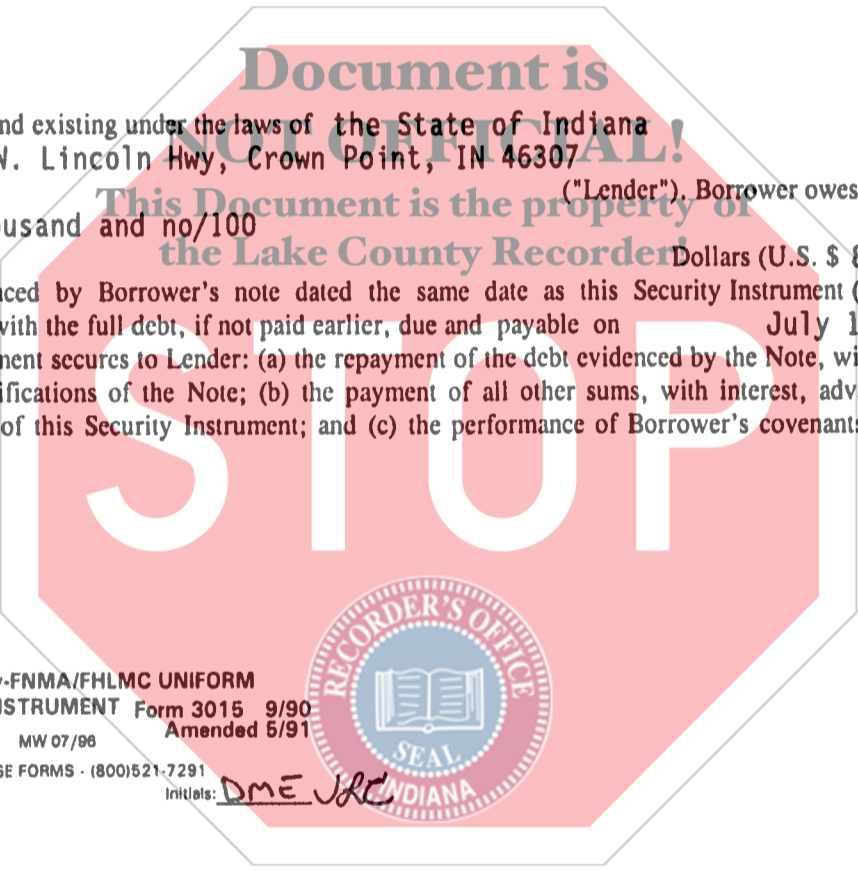 Document is
nd existing under the laws of the State of Indiana
NOT OFFICIAL!
W. Lincoln Hwy, Crown Point, IN 46307
("Lender"). Borrower owes
This Document is the property of
usand and no/100
the Lake County Recorder!
Dollars (U.S. $ 8
nced by Borrower's note dated the same date as this Security Instrument (
with the full debt, if not paid earlier, due and payable on July 1
ment secures to Lender: (a) the repayment of the debt evidenced by the Note, wi
ifications of the Note; (b) the payment of all other sums, with interest, adv
of this Security Instrument; and (c) the performance of Borrower's covenants
STOP
RECORDER'S OFFICE
SEAL
INDIANA
-FNMA/FHLMC UNIFORM
STRUMENT Form 3015 9/90
Amended 5/91
MW 07/96
SE FORMS - (800)521-7291
Initials: DME JRC